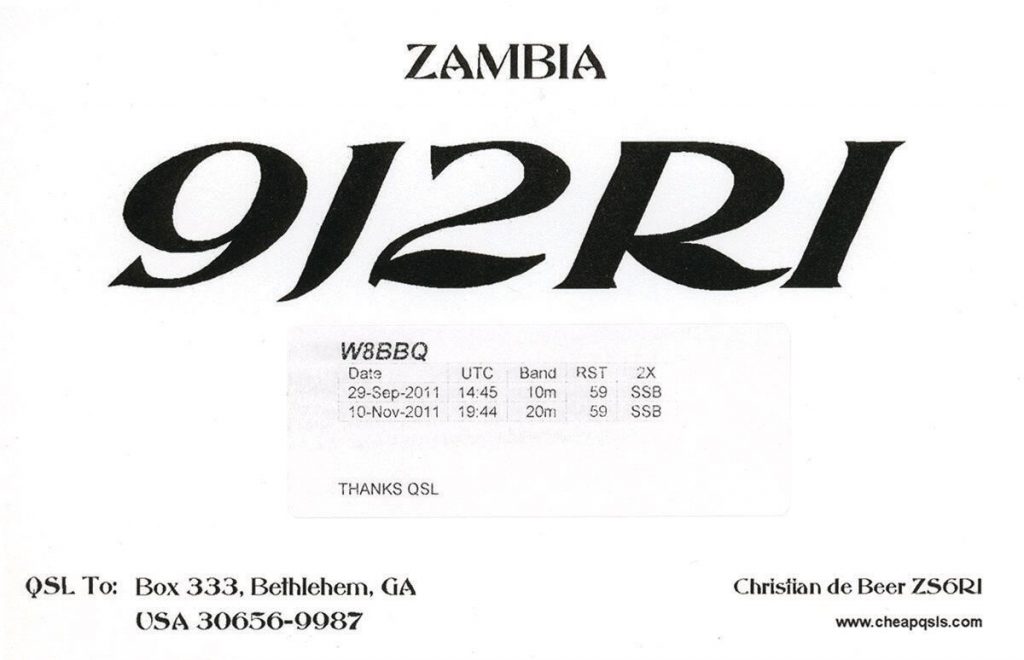 ZAMBIA
9J2RI
W8BBQ
Date UTC Band RST 2X
29-Sep-2011 14:45 10m 59 SSB
10-Nov-2011 19:44 20m 59 SSB
THANKS QSL
QSL To: Box 333, Bethlehem, GA
USA 30656-9987
Christian de Beer ZS6RI
www.cheapqsls.com